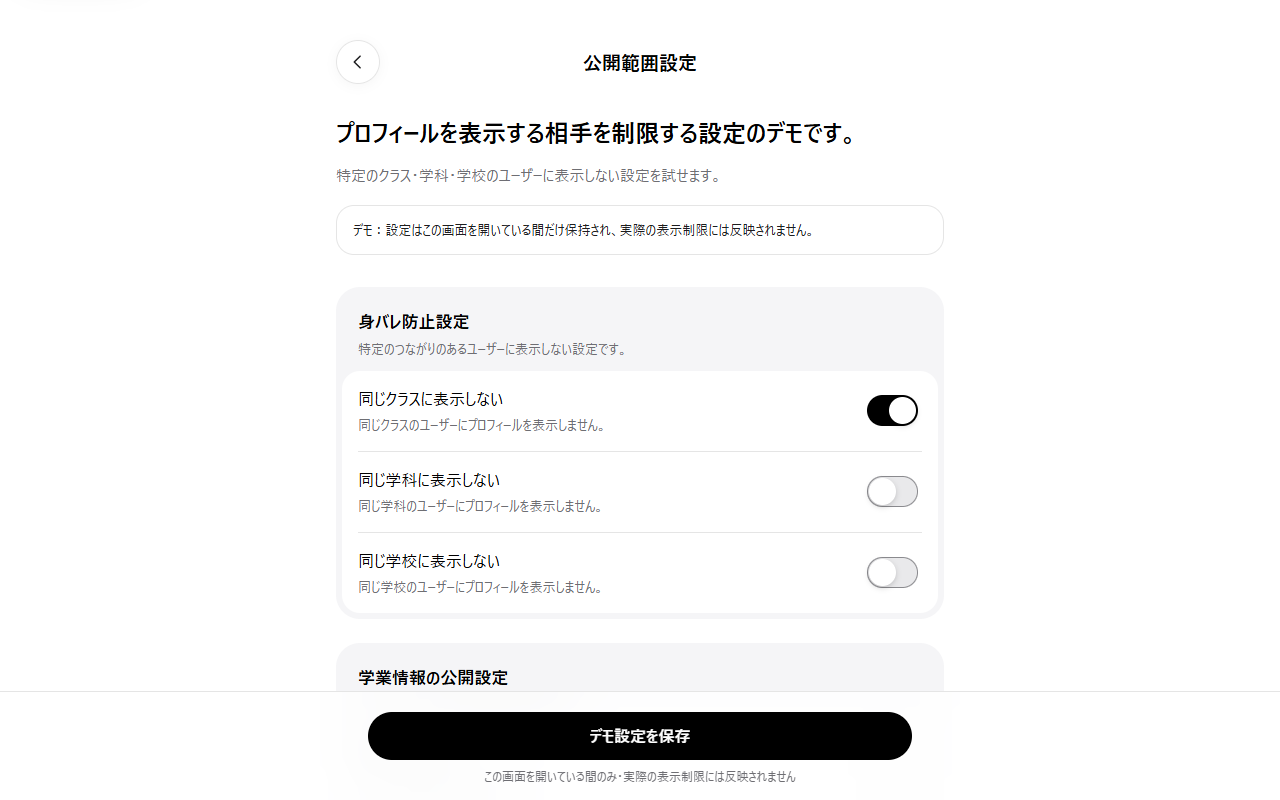 公開範囲設定
プロフィールを表示する相手を制限する設定のデモです。
特定のクラス・学科・学校のユーザーに表示しない設定を試せます。
デモ：設定はこの画面を開いている間だけ保持され、実際の表示制限には反映されません。
身バレ防止設定
特定のつながりのあるユーザーに表示しない設定です。
同じクラスに表示しない
同じクラスのユーザーにプロフィールを表示しません。
同じ学科に表示しない
同じ学科のユーザーにプロフィールを表示しません。
同じ学校に表示しない
同じ学校のユーザーにプロフィールを表示しません。
学業情報の公開設定
デモ設定を保存
この画面を開いている間のみ・実際の表示制限には反映されません